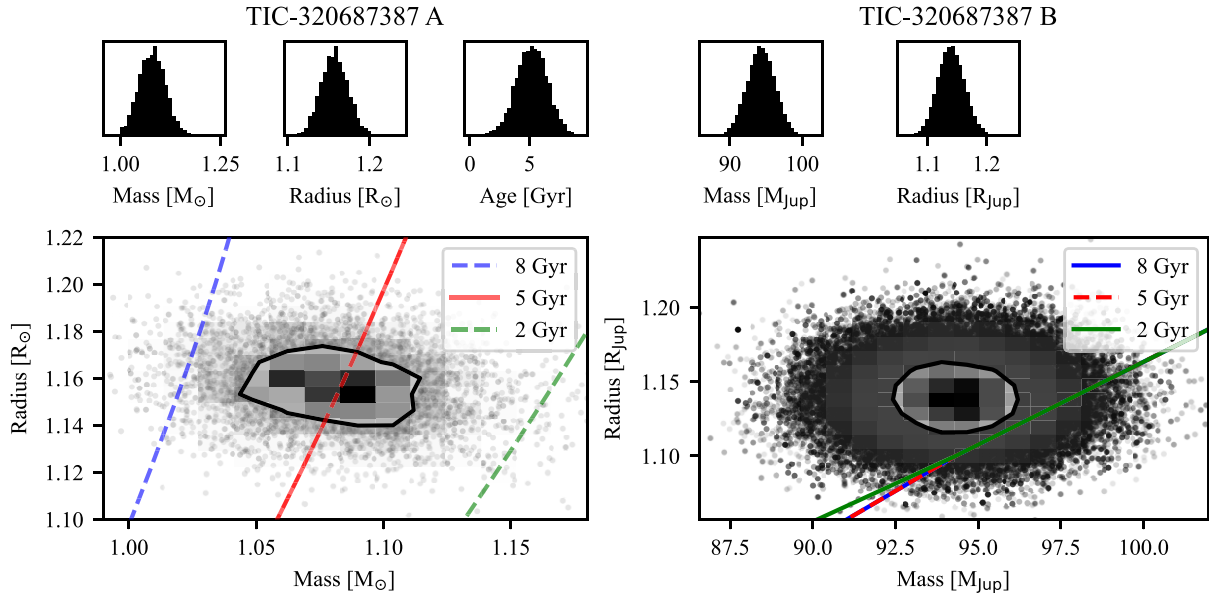 TIC-320687387 A
TIC-320687387 B
1.00 1.25
Mass [M⊙]
1.1 1.2
Radius [R⊙]
0 5
Age [Gyr]
90 100
Mass [MJup]
1.1 1.2
Radius [RJup]
Radius [R⊙]
1.22
1.20
1.18
1.16
1.14
1.12
1.10
8 Gyr
5 Gyr
2 Gyr
1.00 1.05 1.10 1.15
Mass [M⊙]
Radius [RJup]
1.20
1.15
1.10
8 Gyr
5 Gyr
2 Gyr
87.5 90.0 92.5 95.0 97.5 100.0
Mass [MJup]